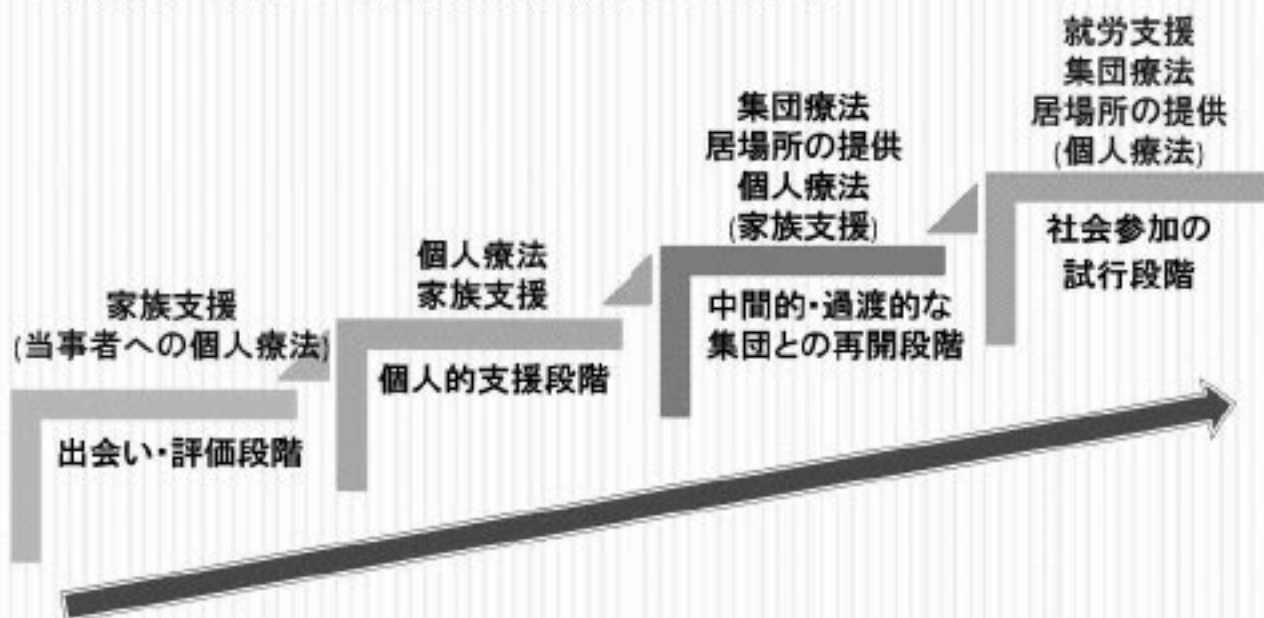 家族支援
(当事者への個人療法)
出会い・評価段階
個人療法
家族支援
個人的支援段階
集団療法
居場所の提供
個人療法
(家族支援)
中間的・過渡的な
集団との再開段階
就労支援
集団療法
居場所の提供
(個人療法)
社会参加の
試行段階